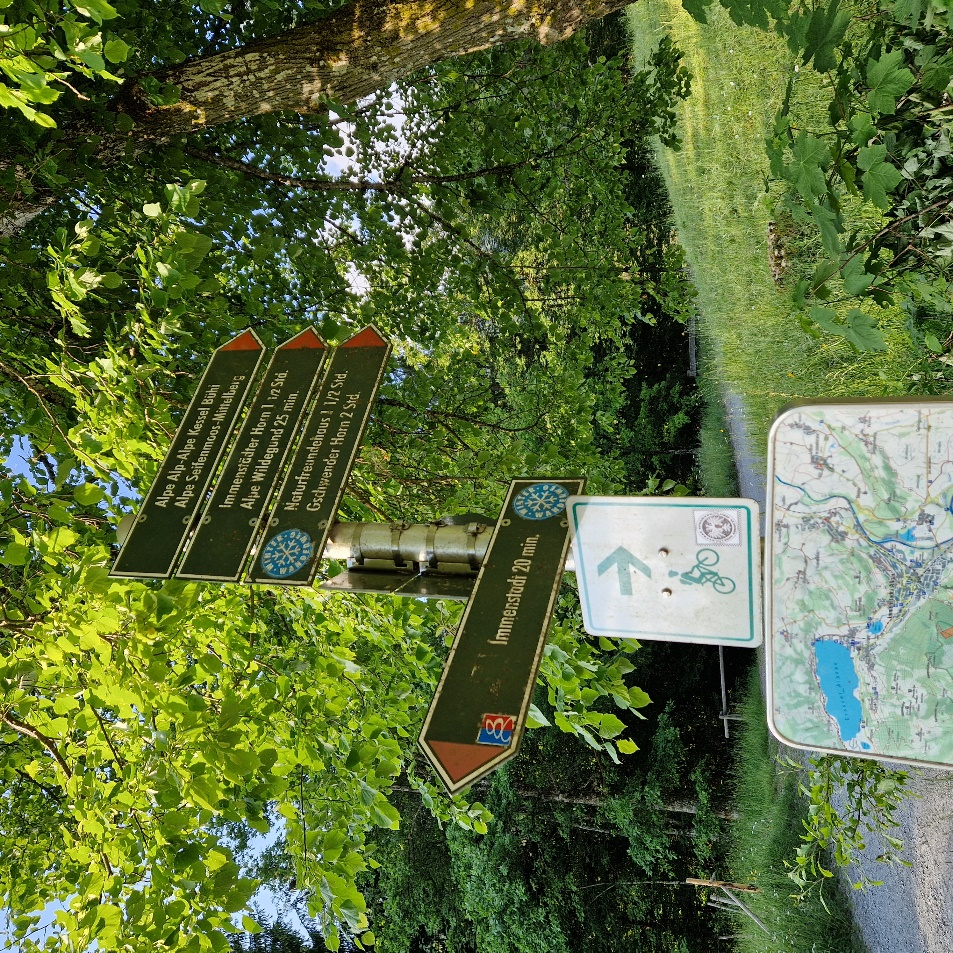 Alpe Alp-Alpe Kessel Bühl
Alpe Seifenmoos-Mittelberg
Immenstädter Horn 1 1/2 Std.
Alpe Wildegund 25 min.
Naturfreundehaus 1 1/2 Std.
Gschwender Horn 2 Std.
Immenstadt 20 min.